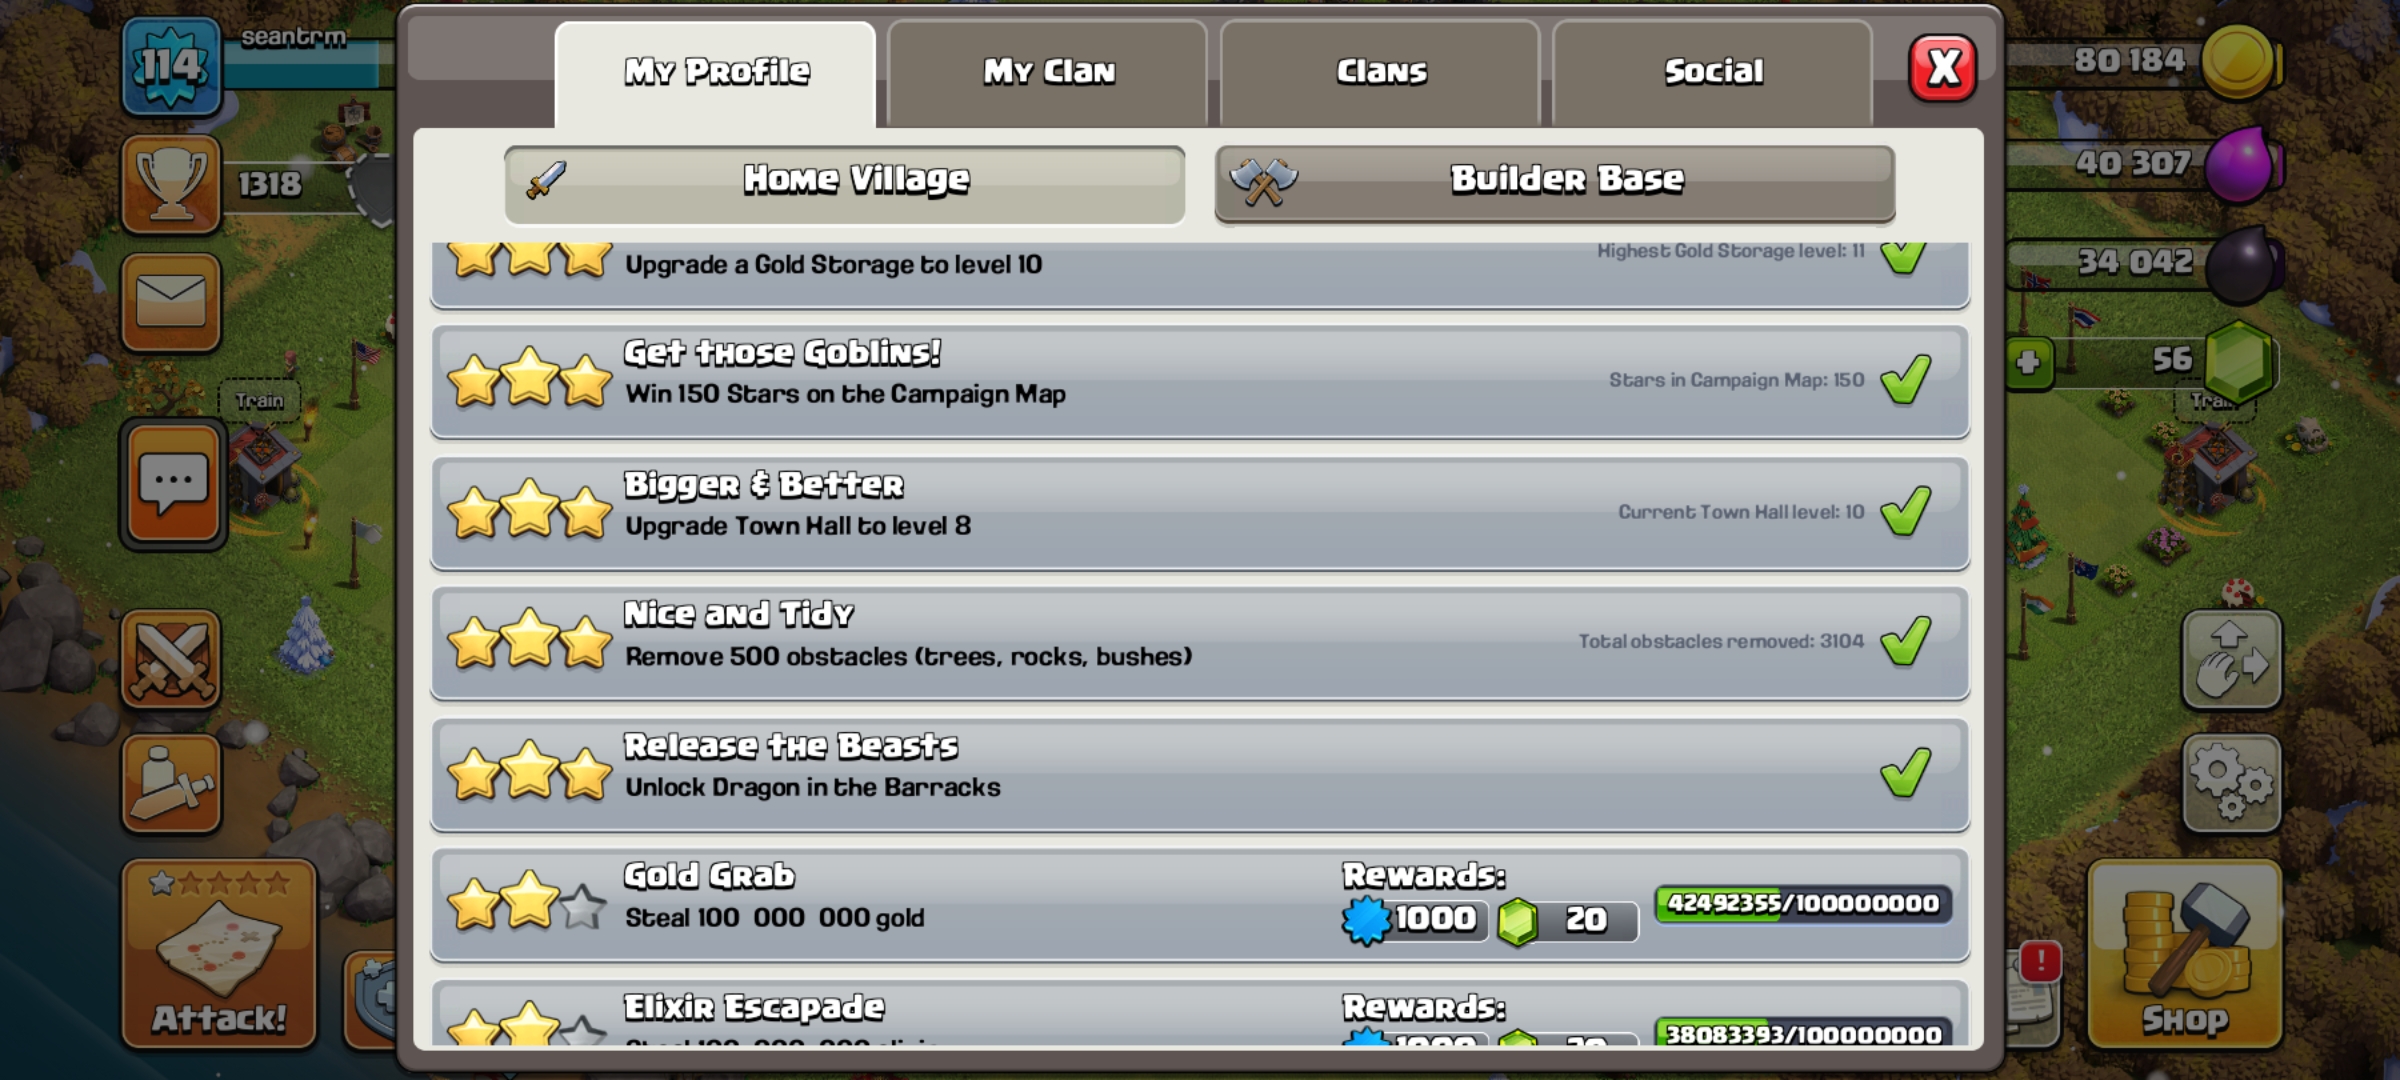 114
seantrm
My Profile
My Clan
Clans
Social
X
80 184
1318
Home Village
Builder Base
40 307
Upgrade a Gold Storage to level 10
Highest Gold Storage level: 11
34 042
Get those Goblins!
Win 150 Stars on the Campaign Map
Stars in Campaign Map: 150
56
Train
Bigger & Better
Upgrade Town Hall to level 8
Current Town Hall level: 10
Nice and Tidy
Remove 500 obstacles (trees, rocks, bushes)
Total obstacles removed: 3104
Release the Beasts
Unlock Dragon in the Barracks
Gold Grab
Steal 100 000 000 gold
Rewards:
1000
20
42492355/100000000
Elixir Escapade
Rewards:
38083393/100000000
!
Attack!
Shop